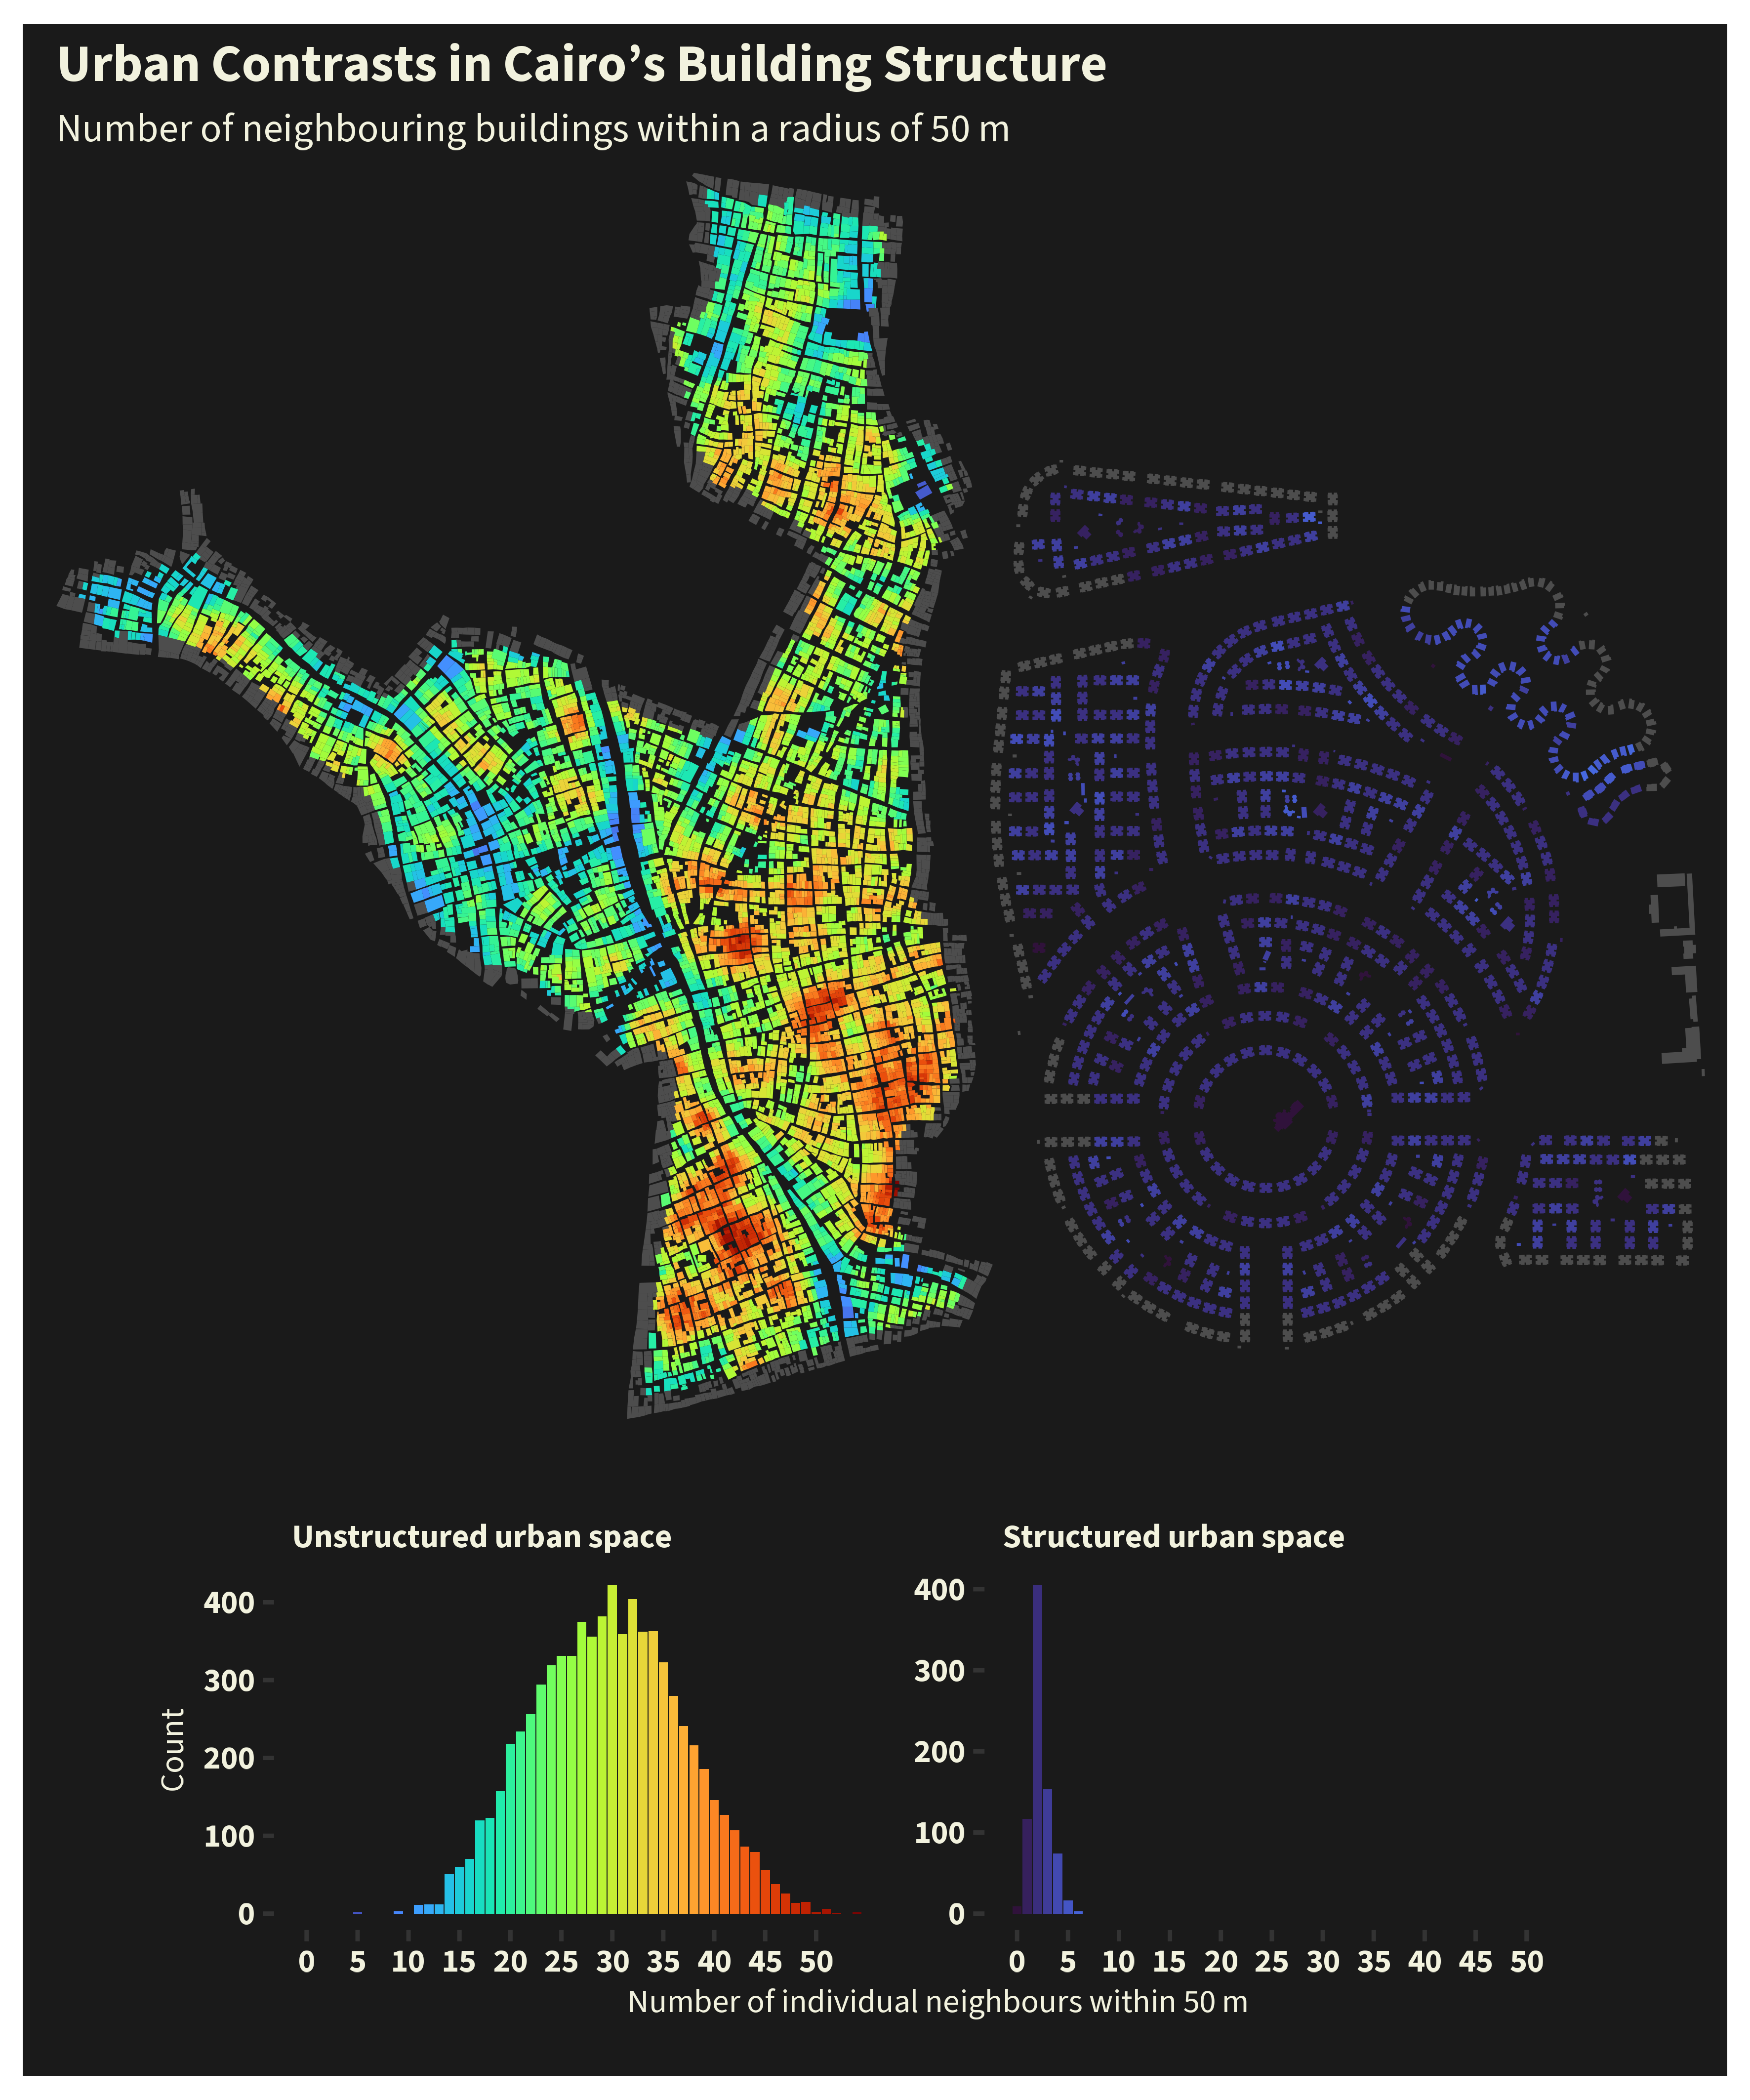 Urban Contrasts in Cairo’s Building Structure
Number of neighbouring buildings within a radius of 50 m
Unstructured urban space
400
300
200
100
0
Count
0 5 10 15 20 25 30 35 40 45 50
Structured urban space
400
300
200
100
0
0 5 10 15 20 25 30 35 40 45 50
Number of individual neighbours within 50 m